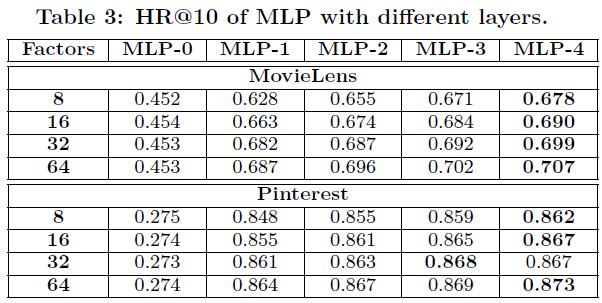 Table 3: HR@10 of MLP with different layers.
Factors MLP-0 MLP-1 MLP-2 MLP-3 MLP-4
MovieLens
8 0.452 0.628 0.655 0.671 0.678
16 0.454 0.663 0.674 0.684 0.690
32 0.453 0.682 0.687 0.692 0.699
64 0.453 0.687 0.696 0.702 0.707
Pinterest
8 0.275 0.848 0.855 0.859 0.862
16 0.274 0.855 0.861 0.865 0.867
32 0.273 0.861 0.863 0.868 0.867
64 0.274 0.864 0.867 0.869 0.873